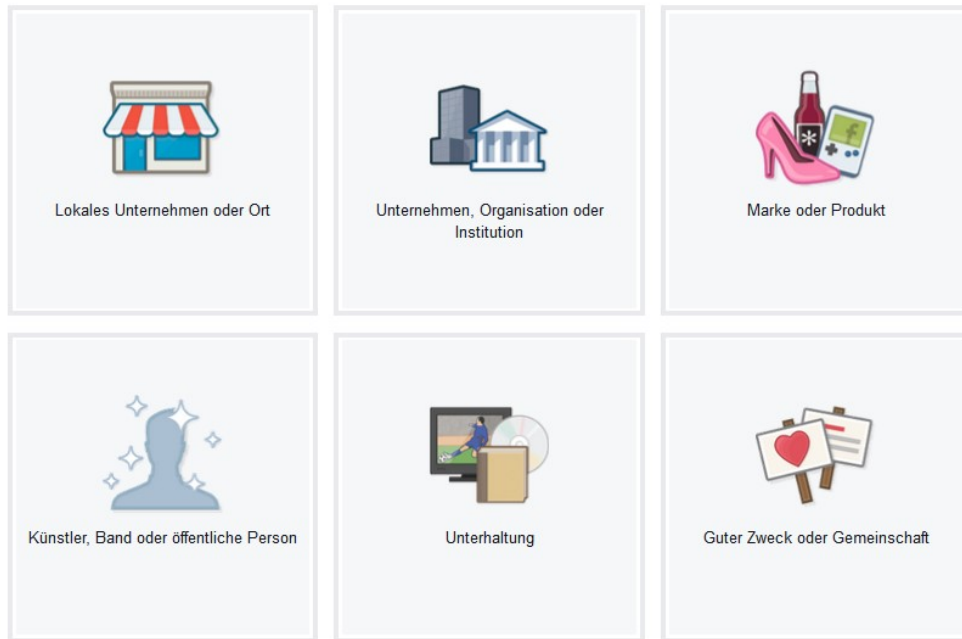 Lokales Unternehmen oder Ort
Unternehmen, Organisation oder
Institution
Marke oder Produkt
Künstler, Band oder öffentliche Person
Unterhaltung
Guter Zweck oder Gemeinschaft